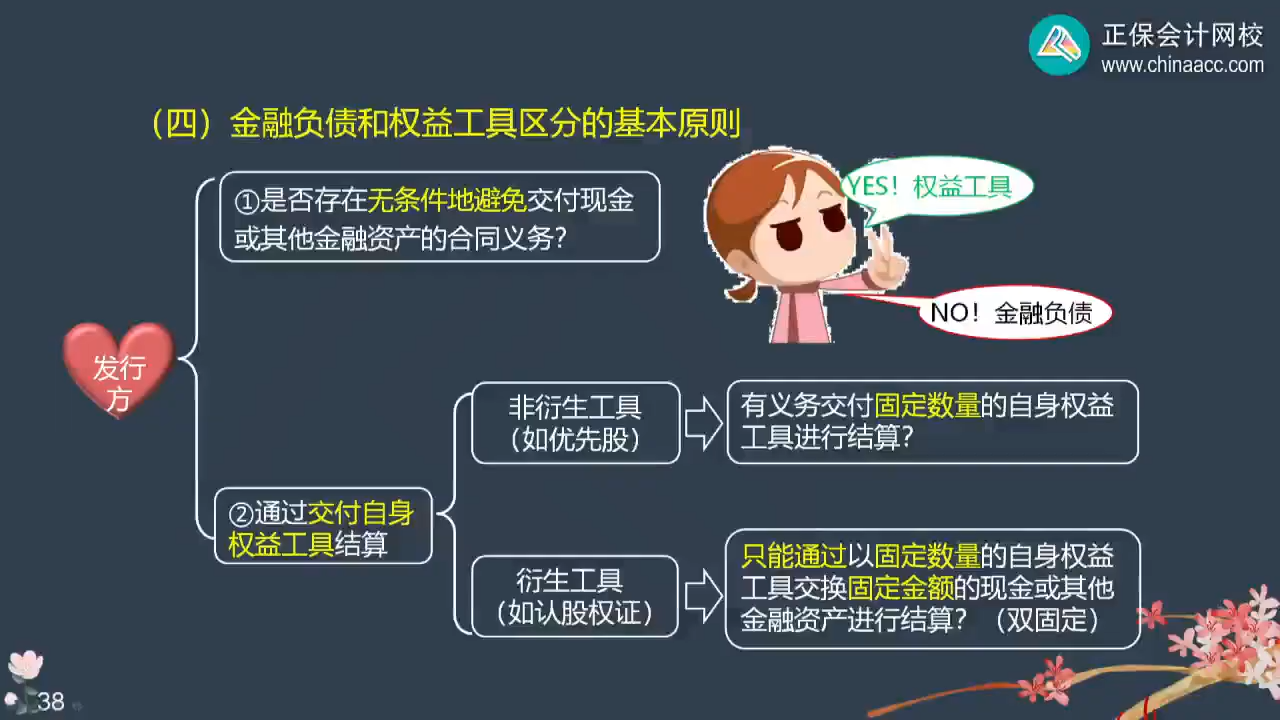 正保会计网校
www.chinaacc.com
（四）金融负债和权益工具区分的基本原则
①是否存在无条件地避免交付现金
或其他金融资产的合同义务？
YES！权益工具
NO！金融负债
发行
方
非衍生工具
（如优先股）
有义务交付固定数量的自身权益
工具进行结算？
②通过交付自身
权益工具结算
衍生工具
（如认股权证）
只能通过以固定数量的自身权益
工具交换固定金额的现金或其他
金融资产进行结算？（双固定）
38